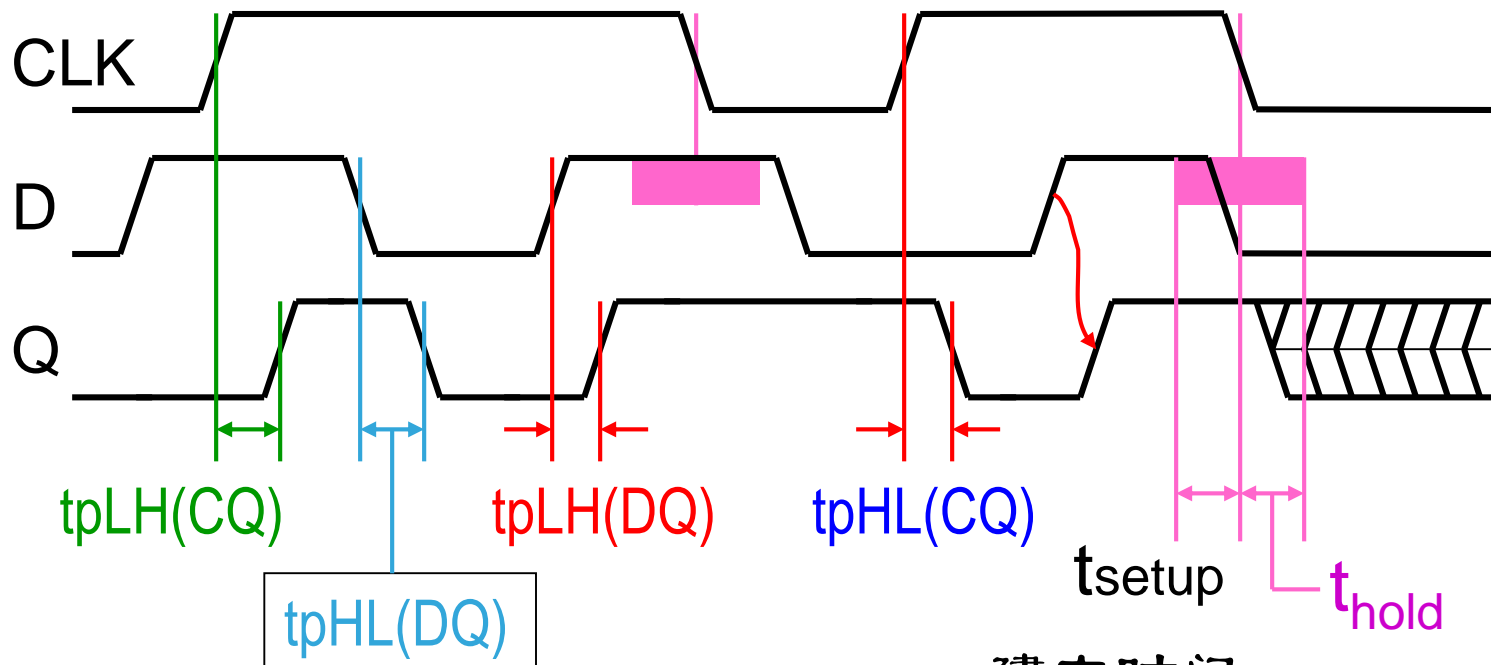 CLK
D
Q
tpLH(CQ)
tpLH(DQ)
tpHL(CQ)
tsetup
thold
tpHL(DQ)